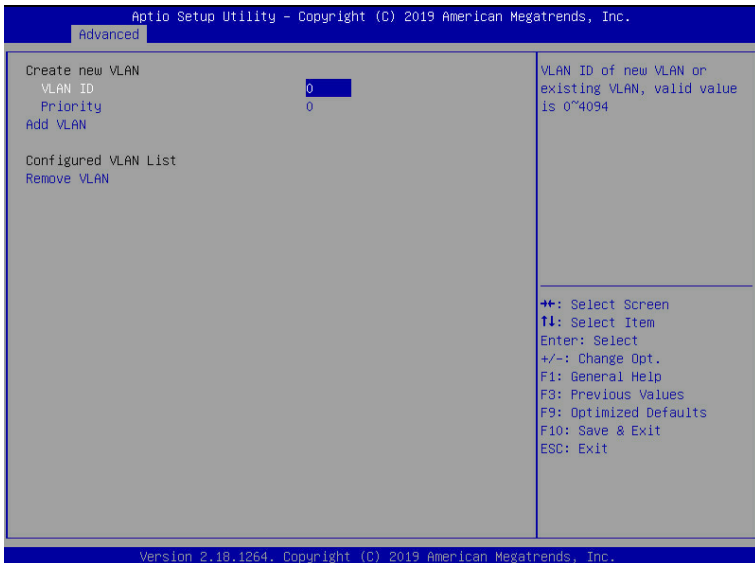 Aptio Setup Utility – Copyright (C) 2019 American Megatrends, Inc.
Advanced
Create new VLAN
VLAN ID 0
Priority 0
Add VLAN
Configured VLAN List
Remove VLAN
VLAN ID of new VLAN or
existing VLAN, valid value
is 0~4094
→←: Select Screen
↑↓: Select Item
Enter: Select
+/-: Change Opt.
F1: General Help
F3: Previous Values
F9: Optimized Defaults
F10: Save & Exit
ESC: Exit
Version 2.18.1264. Copyright (C) 2019 American Megatrends, Inc.